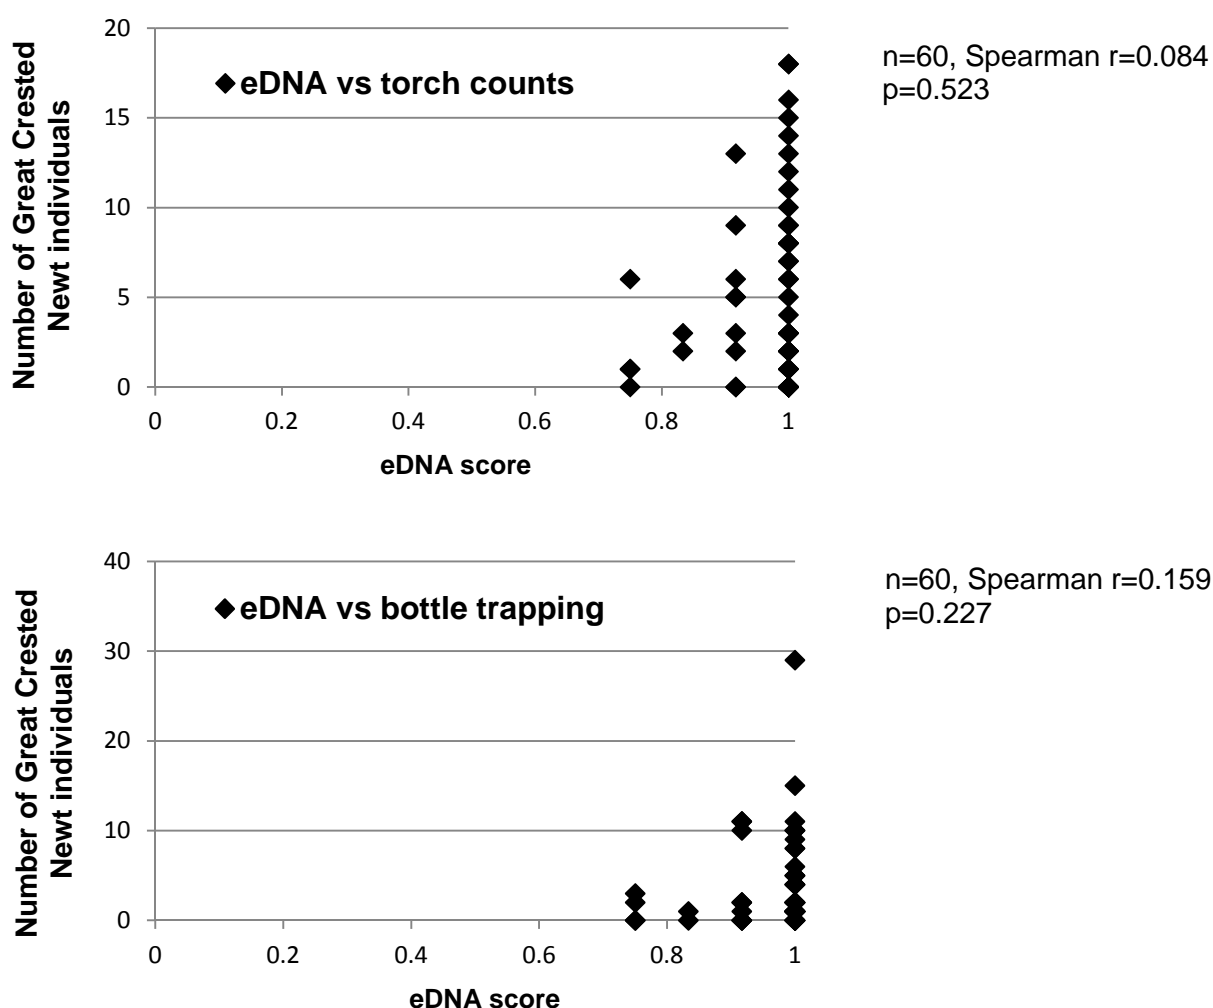 20
15
10
5
0
Number of Great Crested
Newt individuals
eDNA vs torch counts
n=60, Spearman r=0.084
p=0.523
0 0.2 0.4 0.6 0.8 1
eDNA score
40
30
20
10
0
Number of Great Crested
Newt individuals
eDNA vs bottle trapping
n=60, Spearman r=0.159
p=0.227
0 0.2 0.4 0.6 0.8 1
eDNA score